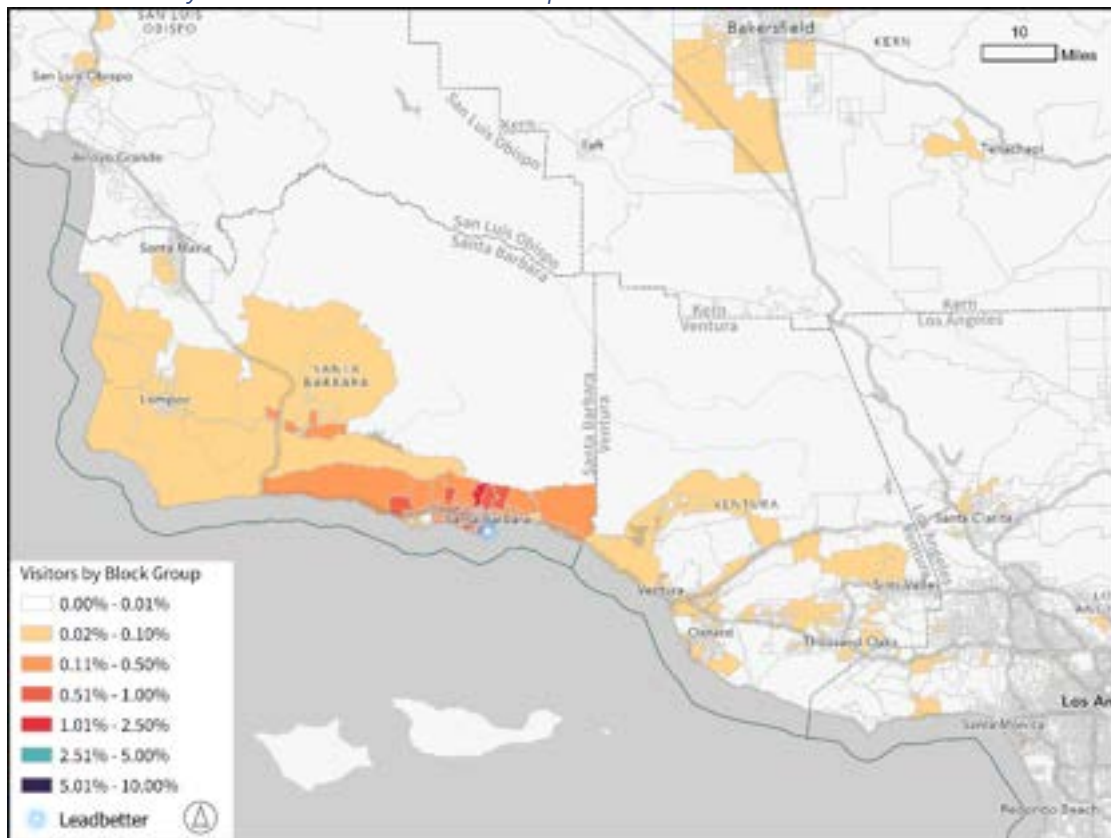 SAN LUIS
OBISPO
San Luis Obispo
Arroyo Grande
Santa Maria
Lompoc
SANTA
BARBARA
Santa Barbara
San Luis Obispo
Kern
San Luis Obispo
Santa Barbara
Taft
Bakersfield
KERN
10
Miles
Tehachapi
Kern
Ventura
Kern
Los Angeles
Santa Barbara
Ventura
VENTURA
Los Angeles
Ventura
Santa Clarita
Ventura
Simi Valley
Oxnard
Thousand Oaks
Los An
Santa Monica
Redondo Beach
Visitors by Block Group
0.00% - 0.01%
0.02% - 0.10%
0.11% - 0.50%
0.51% - 1.00%
1.01% - 2.50%
2.51% - 5.00%
5.01% - 10.00%
Leadbetter